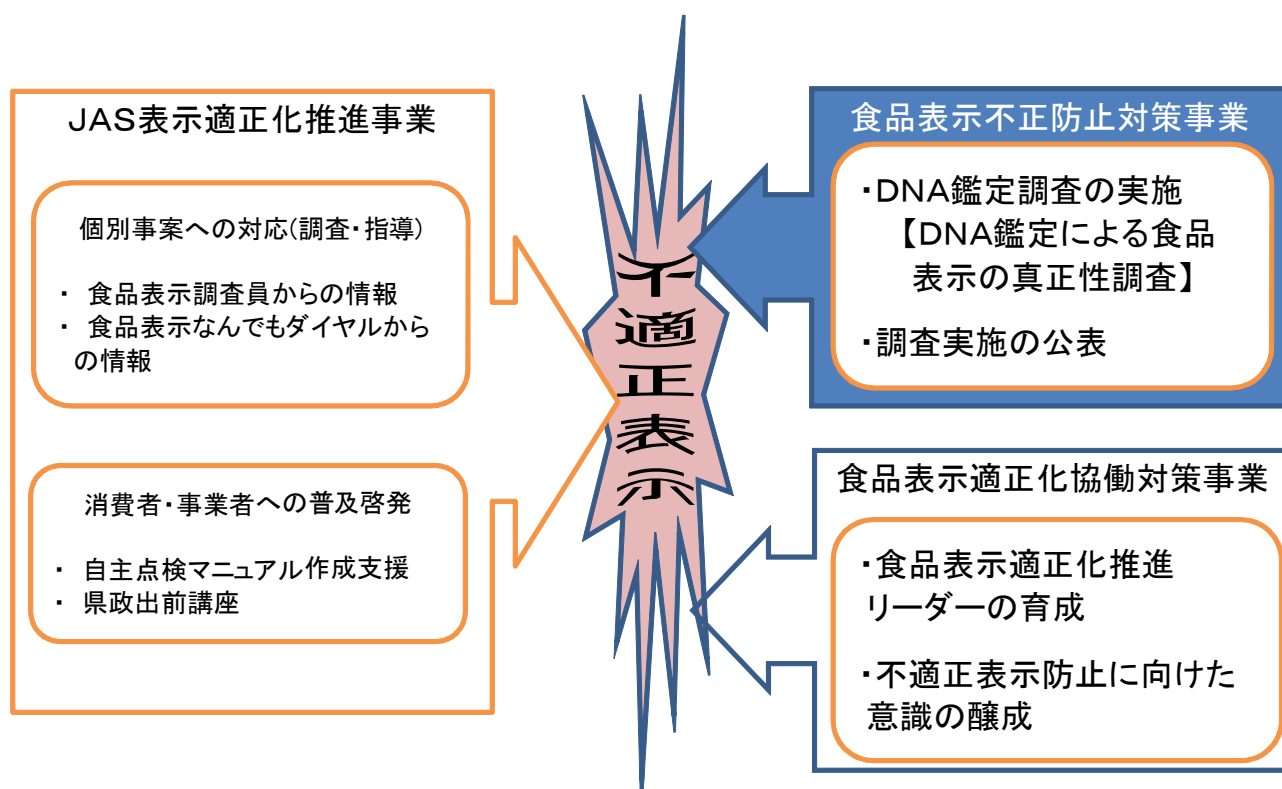 JAS表示適正化推進事業
個別事案への対応(調査・指導)
・ 食品表示調査員からの情報
・ 食品表示なんでもダイヤルから
の情報
消費者・事業者への普及啓発
・ 自主点検マニュアル作成支援
・ 県政出前講座
不適正表示
食品表示不正防止対策事業
・DNA鑑定調査の実施
【DNA鑑定による食品
表示の真正性調査】
・調査実施の公表
食品表示適正化協働対策事業
・食品表示適正化推進
リーダーの育成
・不適正表示防止に向けた
意識の醸成